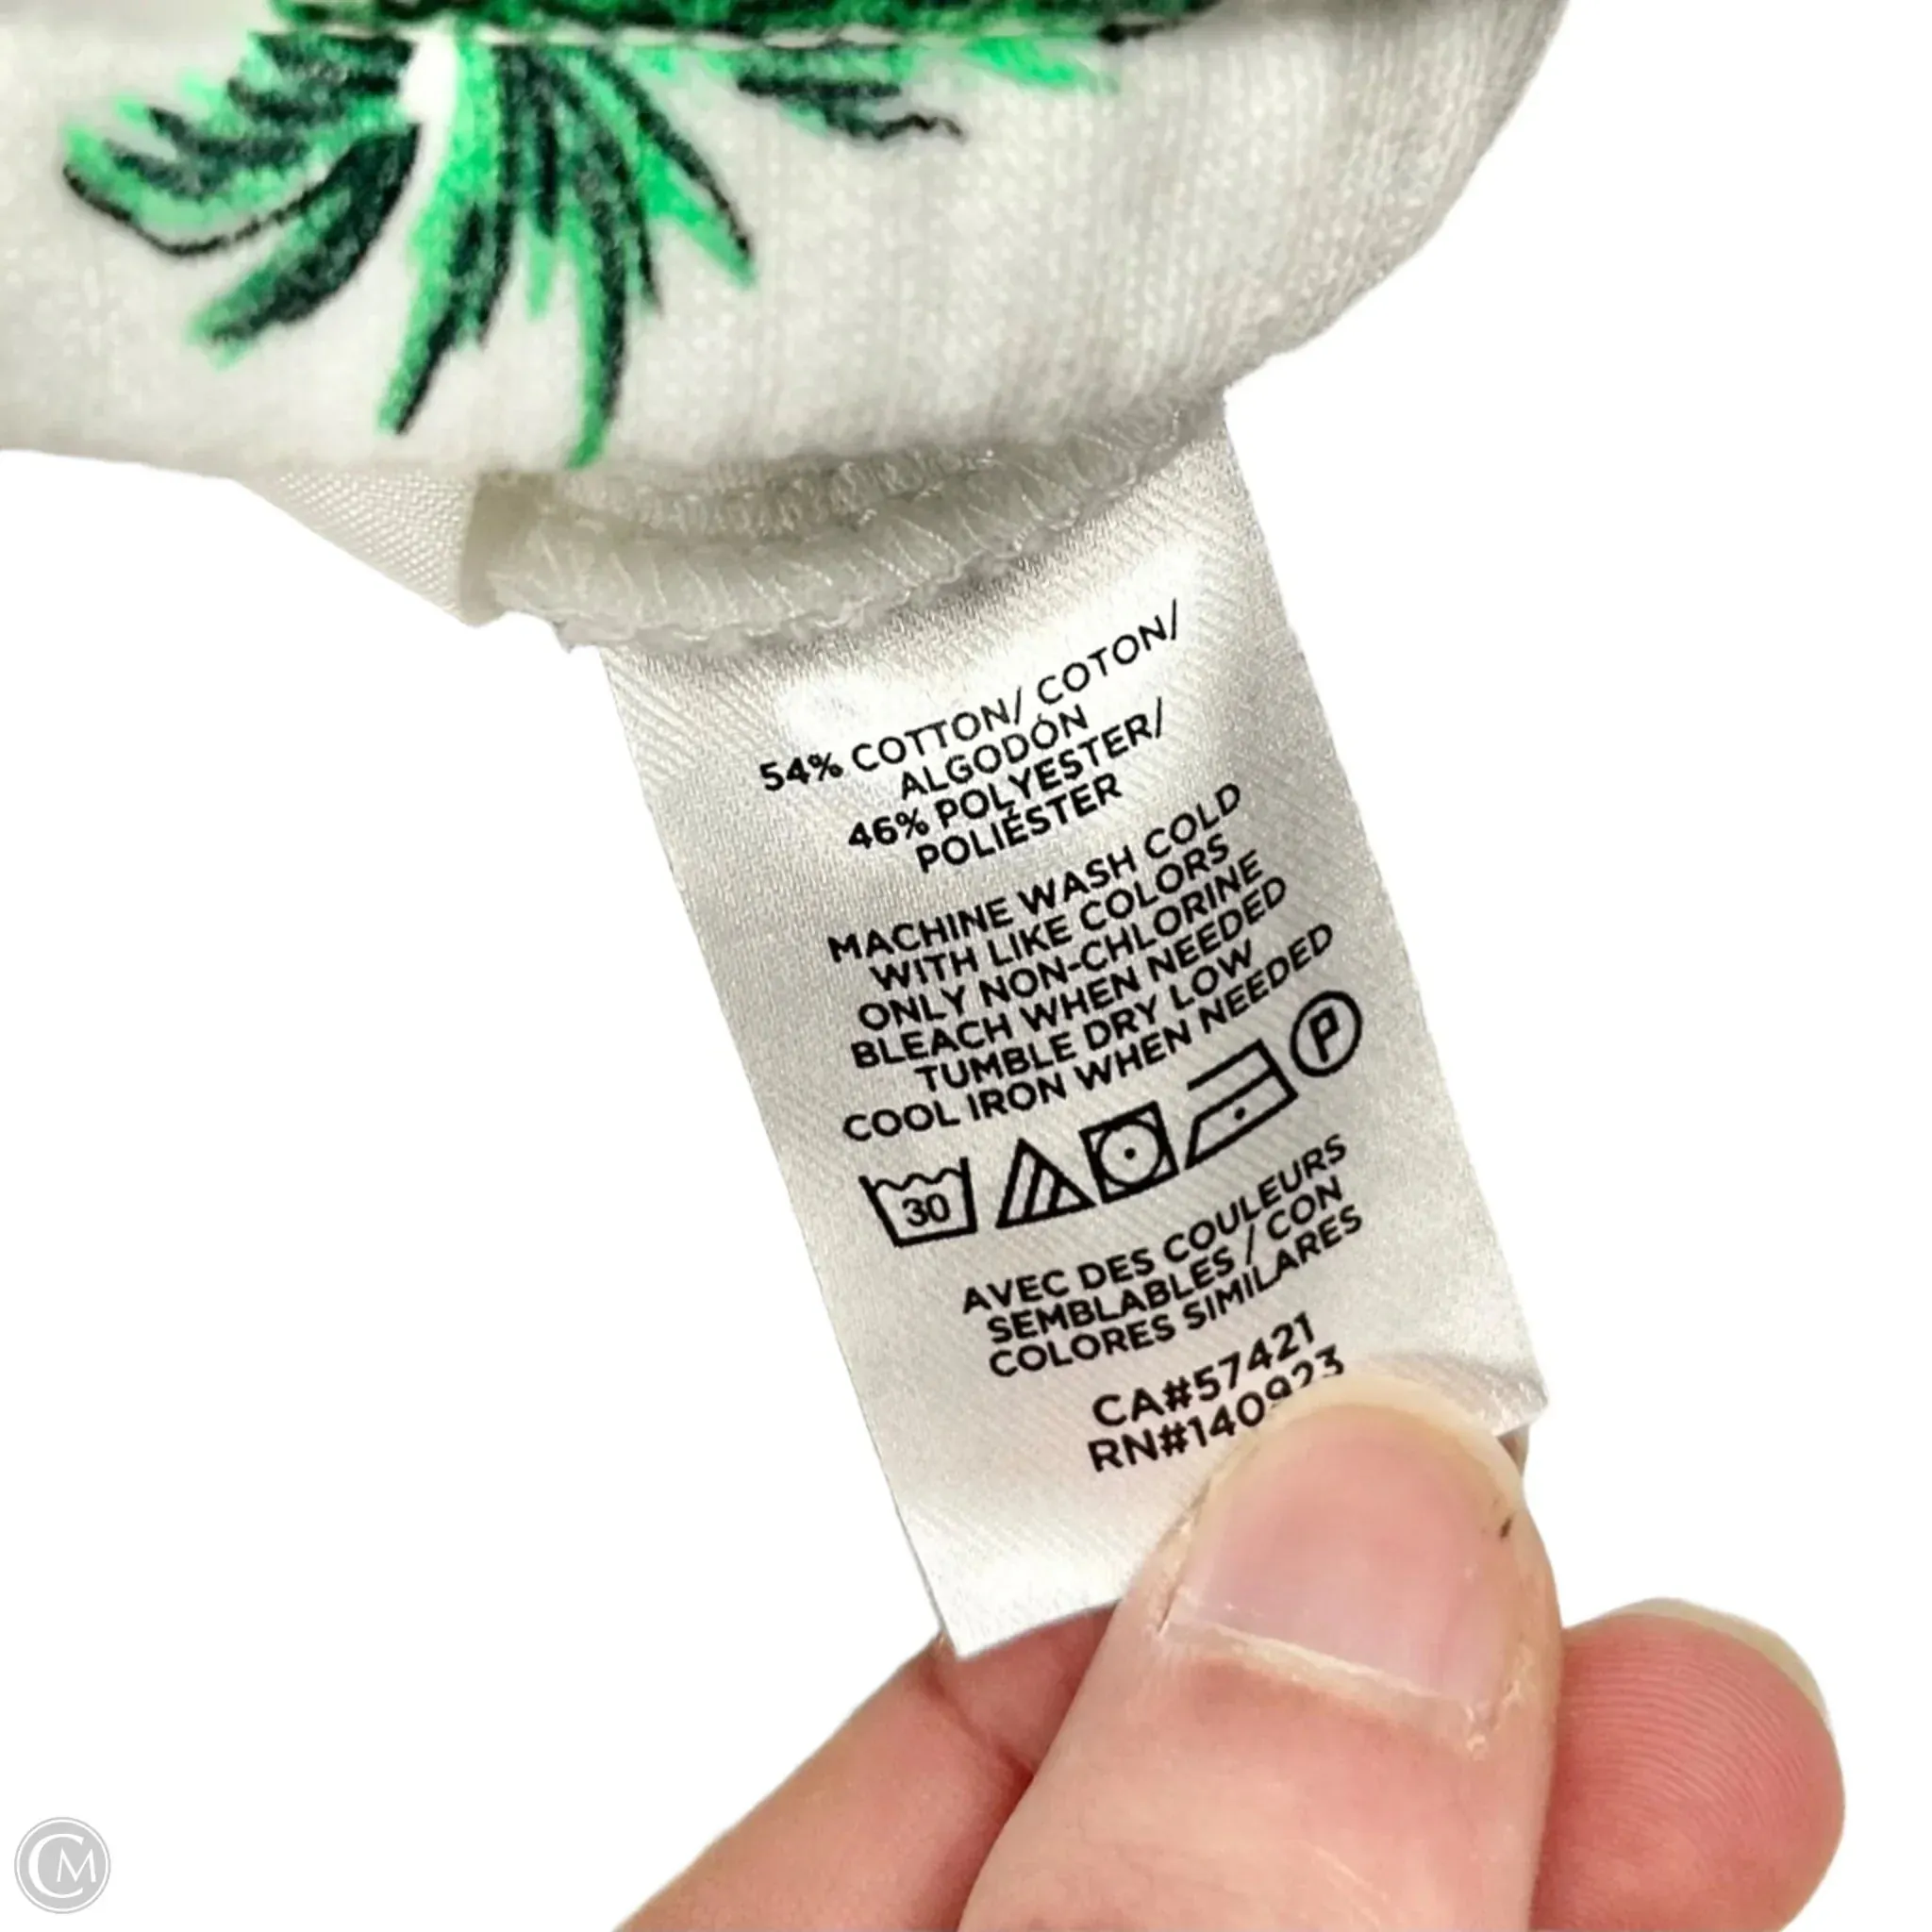 54% COTTON/ COTON/
ALGODÓN
46% POLYESTER/
POLIÉSTER
MACHINE WASH COLD
WITH LIKE COLORS
ONLY NON-CHLORINE
BLEACH WHEN NEEDED
TUMBLE DRY LOW
COOL IRON WHEN NEEDED
30 P
AVEC DES COULEURS
SEMBLABLES / CON
COLORES SIMILARES
CA#57421
RN#140923
CM